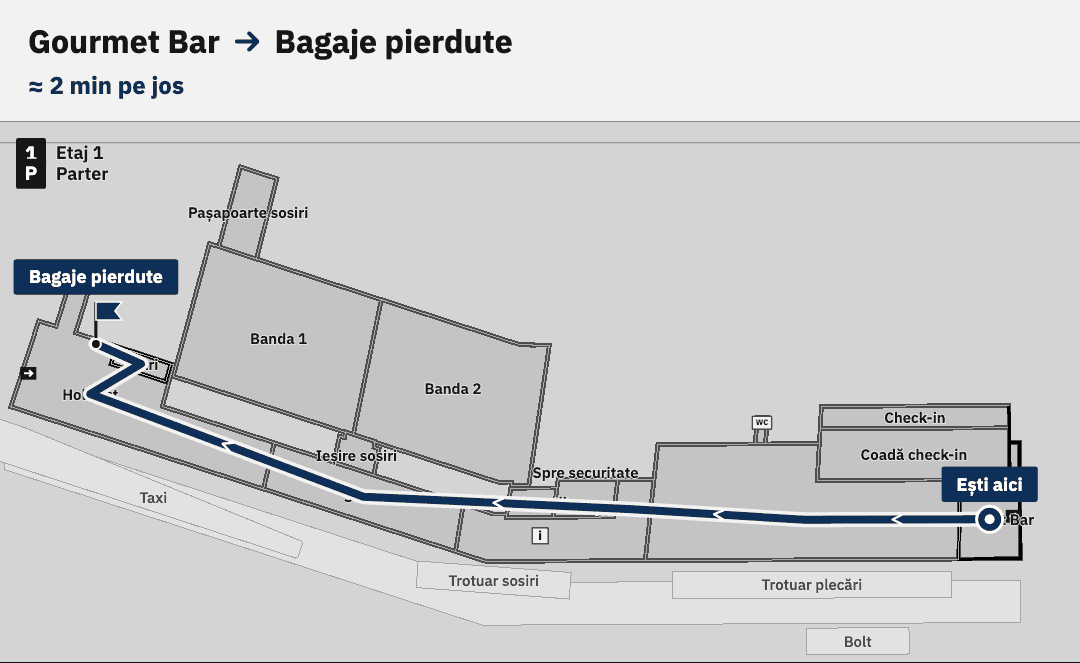 Gourmet Bar → Bagaje pierdute
≈ 2 min pe jos
1 Etaj 1
P Parter
Pașapoarte sosiri
Bagaje pierdute
Banda 1
Banda 2
wc
Check-in
Coadă check-in
Ieșire sosiri
Spre securitate
Ești aici
Bar
Taxi
i
Trotuar sosiri
Trotuar plecări
Bolt